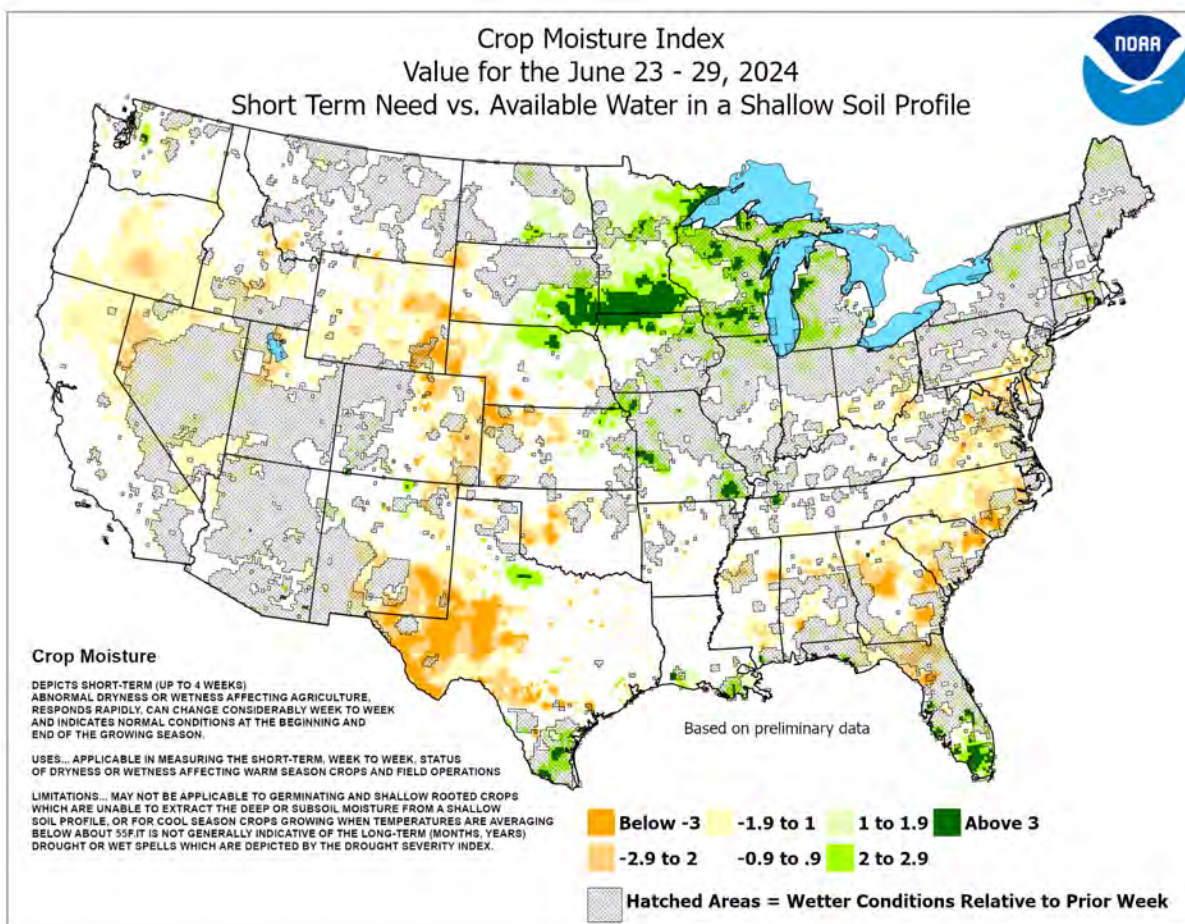 Crop Moisture Index
Value for the June 23 - 29, 2024
Short Term Need vs. Available Water in a Shallow Soil Profile
NOAA
Crop Moisture
DEPICTS SHORT-TERM (UP TO 4 WEEKS)
ABNORMAL DRYNESS OR WETNESS AFFECTING AGRICULTURE,
RESPONDS RAPIDLY, CAN CHANGE CONSIDERABLY WEEK TO WEEK
AND INDICATES NORMAL CONDITIONS AT THE BEGINNING AND
END OF THE GROWING SEASON.
USES... APPLICABLE IN MEASURING THE SHORT-TERM, WEEK TO WEEK, STATUS
OF DRYNESS OR WETNESS AFFECTING WARM SEASON CROPS AND FIELD OPERATIONS
LIMITATIONS... MAY NOT BE APPLICABLE TO GERMINATING AND SHALLOW ROOTED CROPS
WHICH ARE UNABLE TO EXTRACT THE DEEP OR SUBSOIL MOISTURE FROM A SHALLOW
SOIL PROFILE, OR FOR COOL SEASON CROPS GROWING WHEN TEMPERATURES ARE AVERAGING
BELOW ABOUT 55F.IT IS NOT GENERALLY INDICATIVE OF THE LONG-TERM (MONTHS, YEARS)
DROUGHT OR WET SPELLS WHICH ARE DEPICTED BY THE DROUGHT SEVERITY INDEX.
Based on preliminary data
Below -3 -1.9 to 1 1 to 1.9 Above 3
-2.9 to 2 -0.9 to .9 2 to 2.9
Hatched Areas = Wetter Conditions Relative to Prior Week